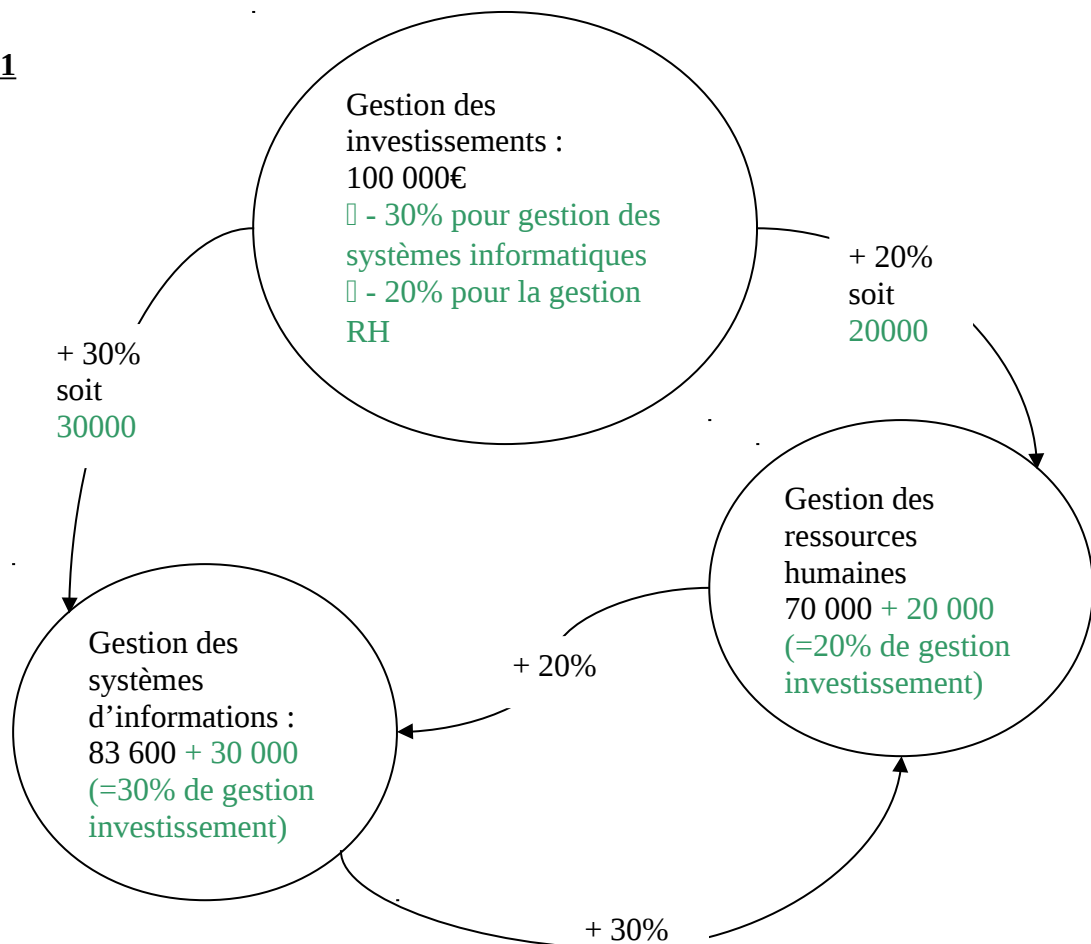 1
Gestion des
investissements :
100 000€
- 30% pour gestion des
systèmes informatiques
- 20% pour la gestion
RH
+ 20%
soit
20000
+ 30%
soit
30000
Gestion des
ressources
humaines
70 000 + 20 000
(=20% de gestion
investissement)
+ 20%
Gestion des
systèmes
d’informations :
83 600 + 30 000
(=30% de gestion
investissement)
+ 30%